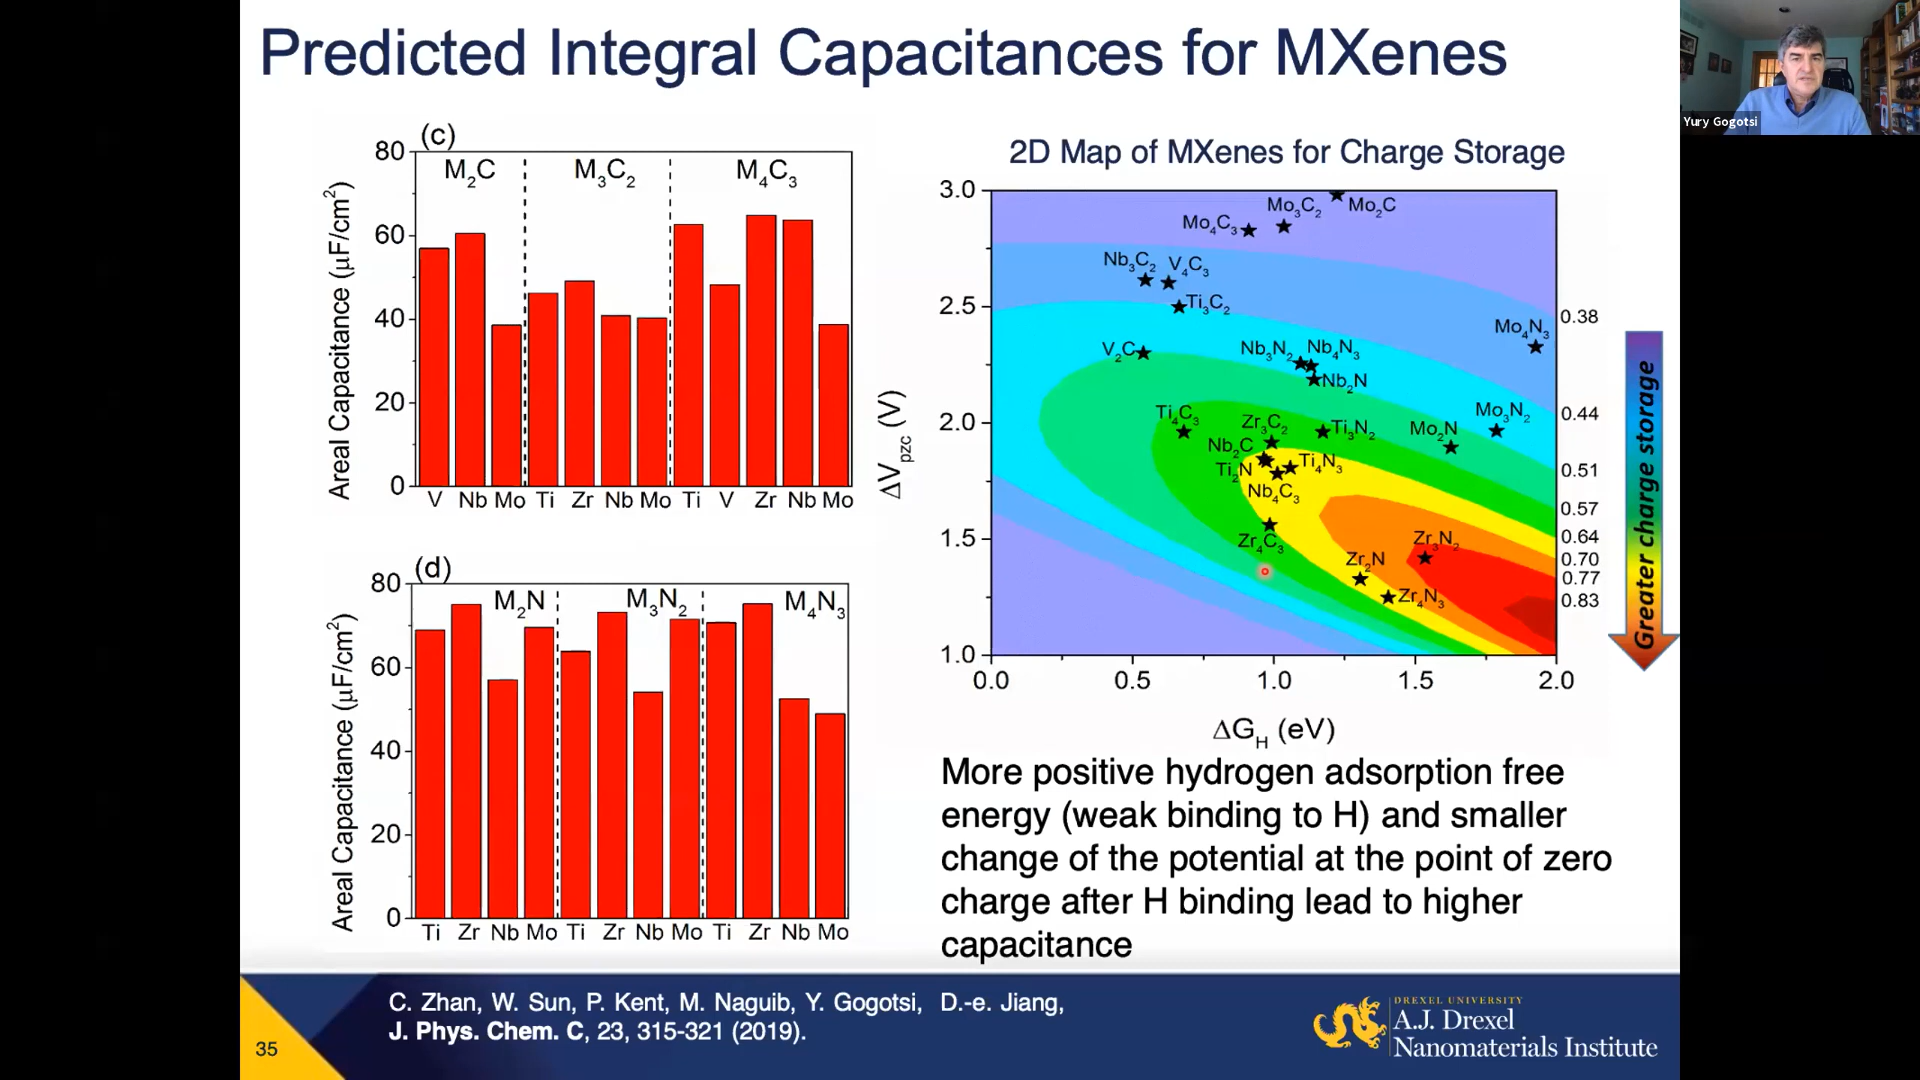 Predicted Integral Capacitances for MXenes
Yury Gogotsi
(c)
80
60
40
20
0
Areal Capacitance (μF/cm²)
M₂C
M₃C₂
M₄C₃
V Nb Mo Ti Zr Nb Mo Ti V Zr Nb Mo
(d)
80
60
40
20
0
Areal Capacitance (μF/cm²)
M₂N
M₃N₂
M₄N₃
Ti Zr Nb Mo Ti Zr Nb Mo Ti Zr Nb Mo
2D Map of MXenes for Charge Storage
3.0
2.5
2.0
1.5
1.0
ΔVpzc (V)
Mo₃C₂
Mo₂C
Mo₄C₃
Nb₃C₂
V₄C₃
Ti₃C₂
Mo₄N₃
V₂C
Nb₃N₂
Nb₄N₃
Nb₂N
Ti₄C₃
Zr₃C₂
Ti₃N₂
Mo₂N
Mo₃N₂
Nb₂C
Ti₂N
Ti₄N₃
Nb₄C₃
Zr₄C₃
Zr₂N
Zr₃N₂
Zr₄N₃
0.38
0.44
0.51
0.57
0.64
0.70
0.77
0.83
Greater charge storage
0.0 0.5 1.0 1.5 2.0
ΔGH (eV)
More positive hydrogen adsorption free
energy (weak binding to H) and smaller
change of the potential at the point of zero
charge after H binding lead to higher
capacitance
C. Zhan, W. Sun, P. Kent, M. Naguib, Y. Gogotsi, D.-e. Jiang,
J. Phys. Chem. C, 23, 315-321 (2019).
35
DREXEL UNIVERSITY
A.J. Drexel
Nanomaterials Institute